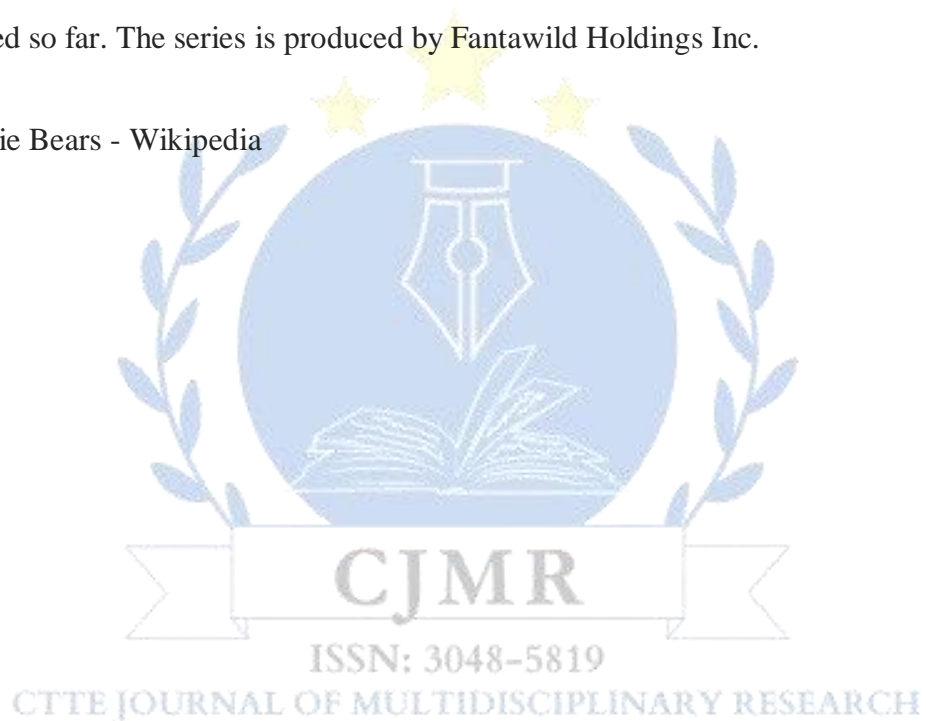 ed so far. The series is produced by Fantawild Holdings Inc.
ie Bears - Wikipedia
CJMR
ISSN: 3048-5819
CTTE JOURNAL OF MULTIDISCIPLINARY RESEARCH